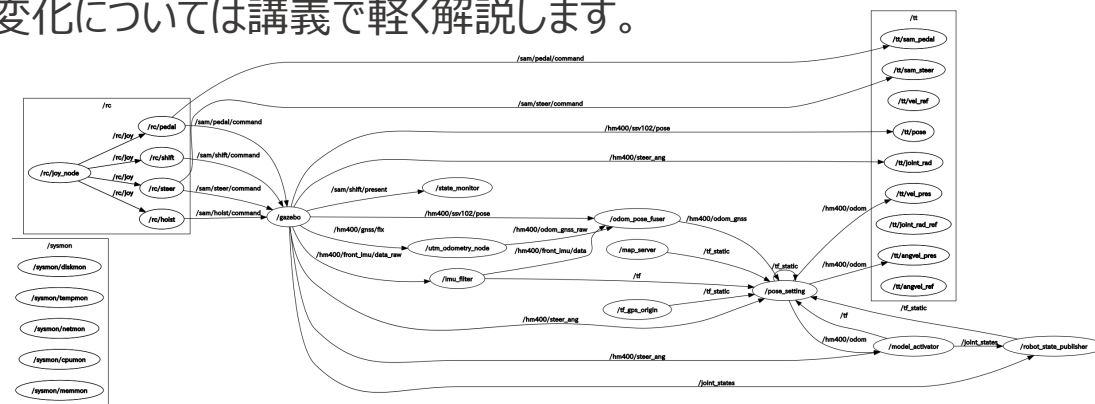 変化については講義で軽く解説します。
/tt
/tt/sam_pedal
/sam/pedal/command
/tt/sam_steer
/rc
/tt/vel_ref
/sam/steer/command
/rc/pedal
/sam/pedal/command
/rc/joy
/hm400/ssv102/pose
/tt/pose
/rc/joy
/rc/shift
/sam/shift/command
/hm400/steer_ang
/tt/joint_rad
/rc/joy_node
/rc/joy
/rc/steer
/sam/steer/command
/sam/shift/present
/state_monitor
/tt/vel_pres
/rc/joy
/hm400/odom
/rc/hoist
/sam/hoist/command
/gazebo
/hm400/ssv102/pose
/odom_pose_fuser
/hm400/odom_gnss
/tt/joint_rad_ref
/hm400/gnss/fix
/hm400/odom_gnss_raw
/sysmon
/utm_odometry_node
/map_server
/tf_static
/hm400/front_imu/data_raw
/hm400/front_imu/data
/tf_static
/hm400/odom
/tt/angvel_pres
/sysmon/diskmon
/imu_filter
/tf
/pose_setting
/tt/angvel_ref
/sysmon/tempmon
/tf_gps_origin
/tf_static
/tf_static
/hm400/steer_ang
/tf
/sysmon/netmon
/hm400/odom
/model_activator
/joint_states
/robot_state_publisher
/hm400/steer_ang
/sysmon/cpumon
/joint_states
/sysmon/memmon